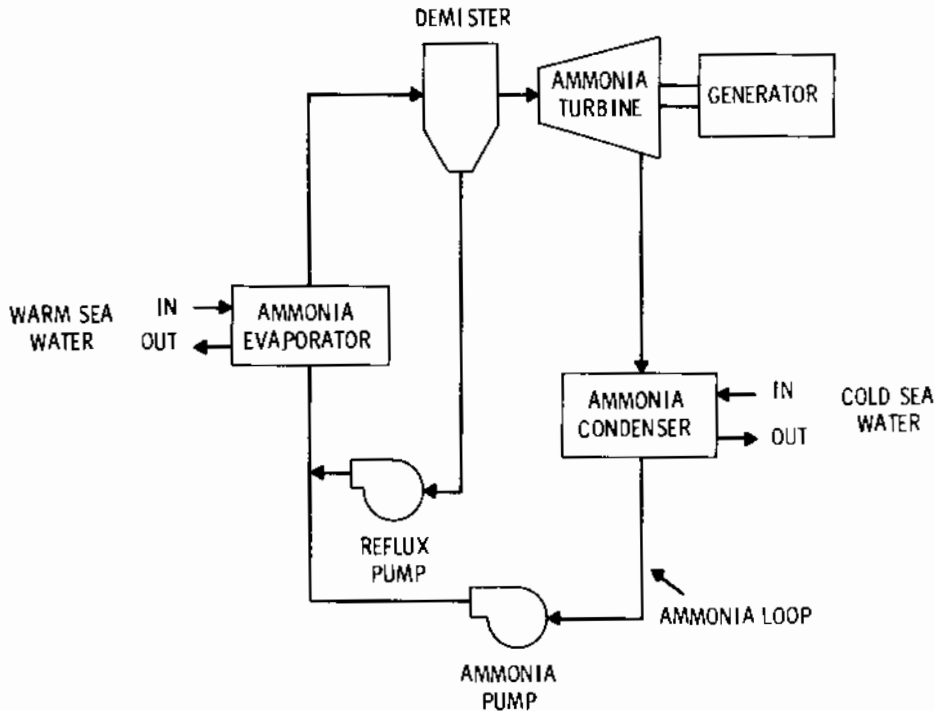 DEMISTER
AMMONIA
TURBINE
GENERATOR
WARM SEA
WATER
IN
OUT
AMMONIA
EVAPORATOR
AMMONIA
CONDENSER
IN
OUT
COLD SEA
WATER
REFLUX
PUMP
AMMONIA LOOP
AMMONIA
PUMP